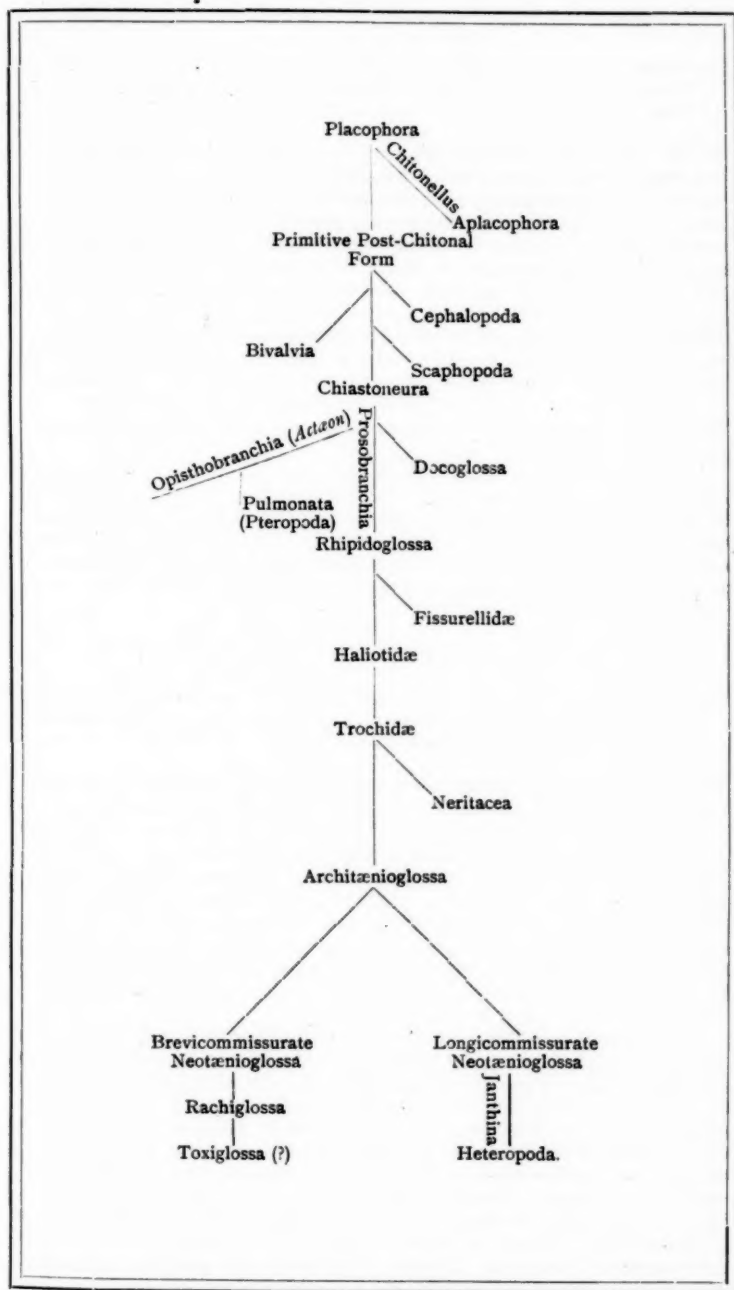 Placophora
Chitonellus
Aplacophora
Primitive Post-Chitonal
Form
Cephalopoda
Bivalvia
Scaphopoda
Chiastoneura
Opisthobranchia (Actæon)
Prosobranchia
Docoglossa
Pulmonata
(Pteropoda)
Rhipidoglossa
Fissurellidæ
Haliotidæ
Trochidæ
Neritacea
Architænioglossa
Brevicommissurate
Neotænioglossa
Longicommissurate
Neotænioglossa
Rachiglossa
Janthina
Toxiglossa (?)
Heteropoda.